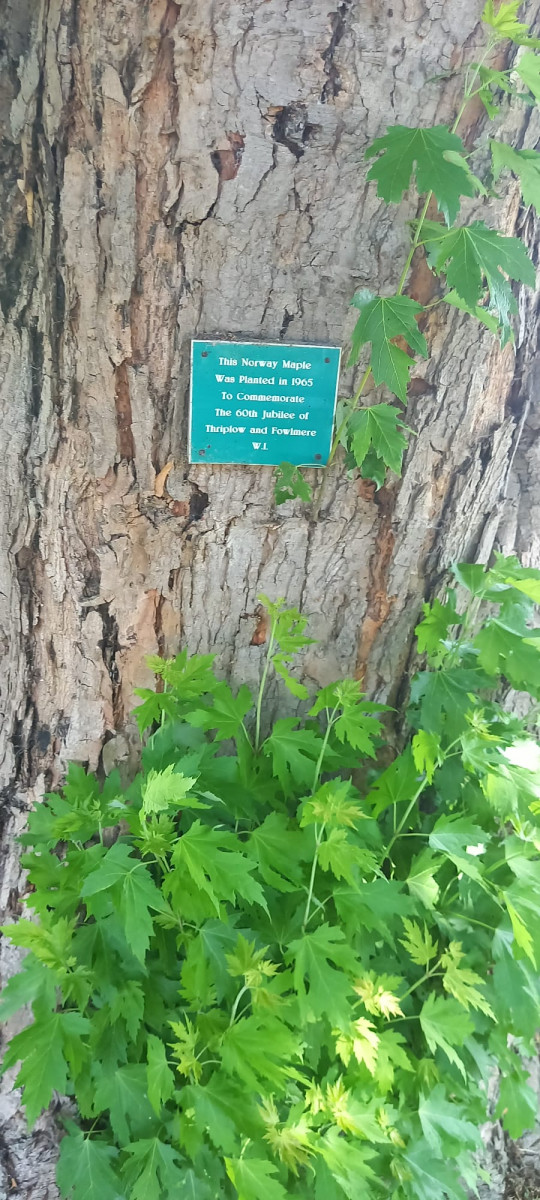 This Norway Maple
Was Planted in 1965
To Commemorate
The 60th Jubilee of
Thriplow and Fowlmere
W.I.